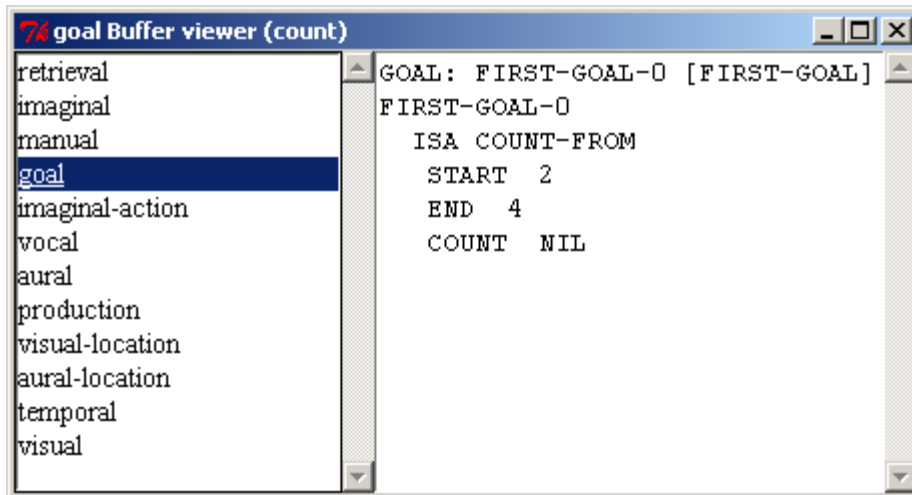 goal Buffer viewer (count)
retrieval
imaginal
manual
goal
imaginal-action
vocal
aural
production
visual-location
aural-location
temporal
visual
GOAL: FIRST-GOAL-0 [FIRST-GOAL]
FIRST-GOAL-0
ISA COUNT-FROM
START 2
END 4
COUNT NIL